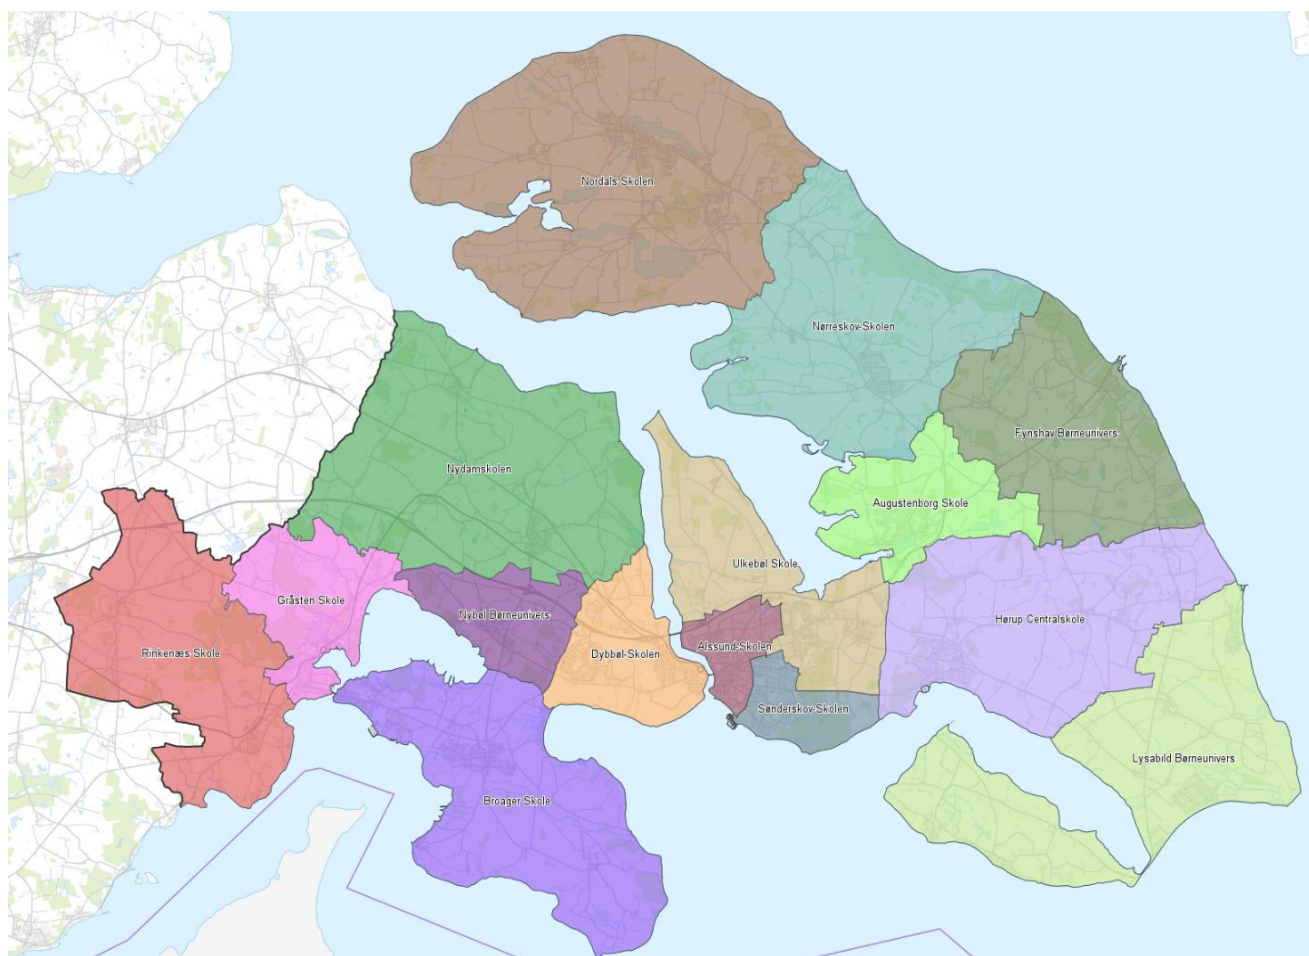 Nordals-Skolen
Nørreskov-Skolen
Fynshav Børneunivers
Nydamskolen
Augustenborg Skole
Ulkebøl Skole
Gråsten Skole
Nybøl Børneunivers
Hørup Centralskole
Rinkenæs Skole
Dybbøl-Skolen
Alssund-Skolen
Sønderskov-Skolen
Lysabild Børneunivers
Broager Skole